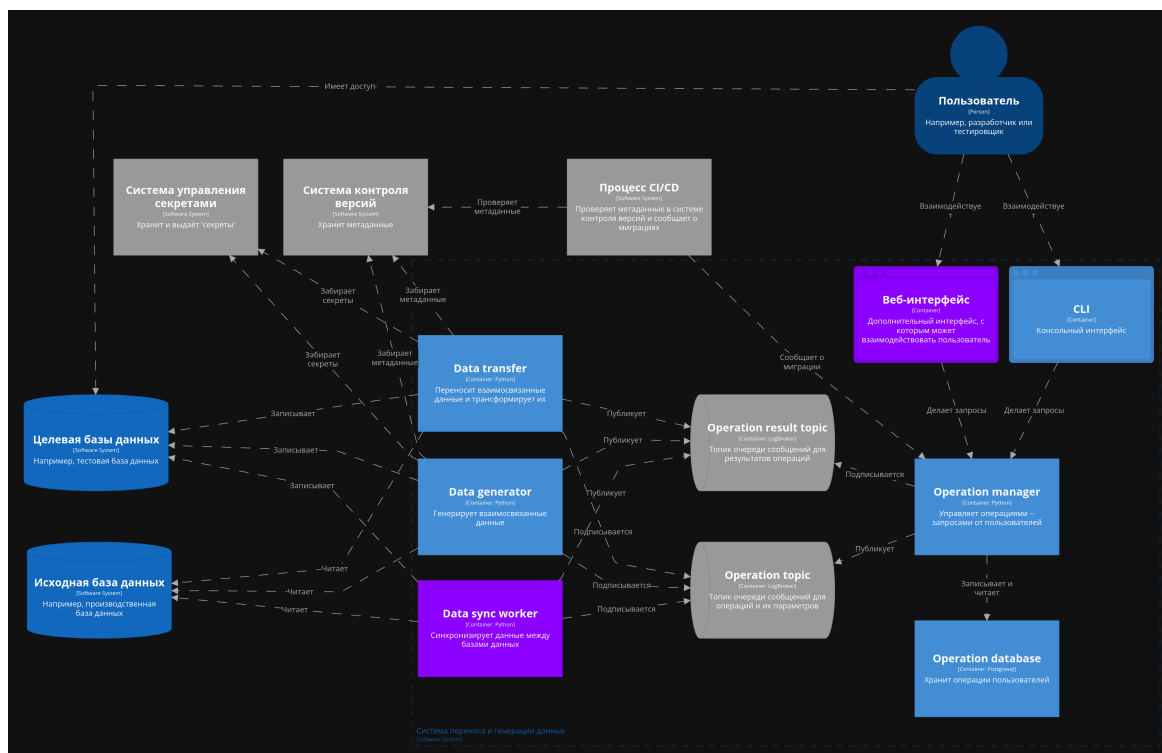 Имеет доступ
Пользователь
[Person]
Например, разработчик или
тестировщик
Система управления
секретами
[Software System]
Хранит и выдаёт 'секреты'
Система контроля
версий
[Software System]
Хранит метаданные
Проверяет
метаданные
Процесс CI/CD
[Software System]
Проверяет метаданные в системе
контроля версий и сообщает о
миграциях
Взаимодействуе
т
Взаимодействуе
т
Забирает
секреты
Забирает
метаданные
Веб-интерфейс
[Container]
Дополнительный интерфейс, с
которым может
взаимодействовать пользователь
CLI
[Container]
Консольный интерфейс
Забирает
секреты
Забирает
метаданные
Data transfer
[Container: Python]
Переносит взаимосвязанные
данные и трансформирует их
Сообщает о
миграции
Записывает
Публикует
Делает запросы
Делает запросы
Целевая базы данных
[Software System]
Например, тестовая база данных
Записывает
Публикует
Operation result topic
[Container: LogBroker]
Топик очереди сообщений для
результатов операций
Записывает
Data generator
[Container: Python]
Генерирует взаимосвязанные
данные
Публикует
Подписывается
Operation manager
[Container: Python]
Управляет операциями --
запросами от пользователей
Подписывается
Публикует
Исходная база данных
[Software System]
Например, производственная
база данных
Читает
Читает
Читает
Data sync worker
[Container: Python]
Синхронизирует данные между
базами данных
Подписывается
Подписывается
Operation topic
[Container: LogBroker]
Топик очереди сообщений для
операций и их параметров
Записывает и
читает
Operation database
[Container: Postgresql]
Хранит операции пользователей
Система переноса и генерации данных
[Software System]